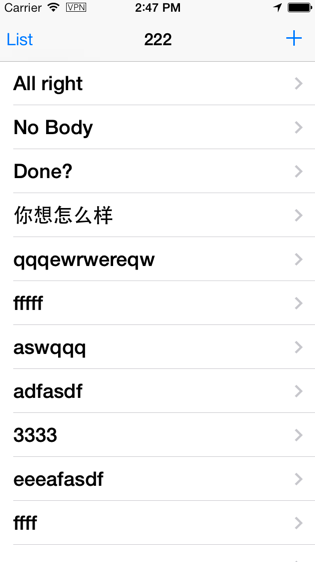 Carrier VPN 2:47 PM
List 222 +
All right
No Body
Done?
你想怎么样
qqqewrwereqw
fffff
aswqqq
adfasdf
3333
eeeafasdf
ffff